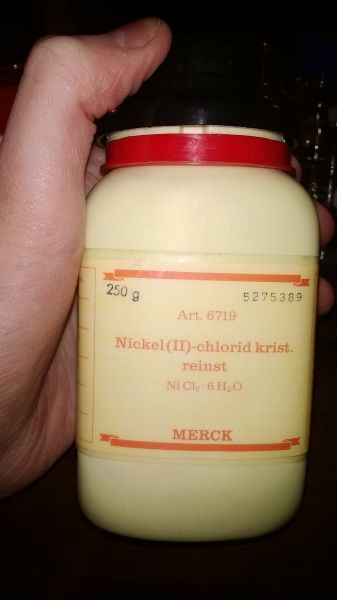 250 g 5275389
Art. 6719
Nickel(II)-chlorid krist.
reinst
NiCl₂· 6 H₂O
MERCK